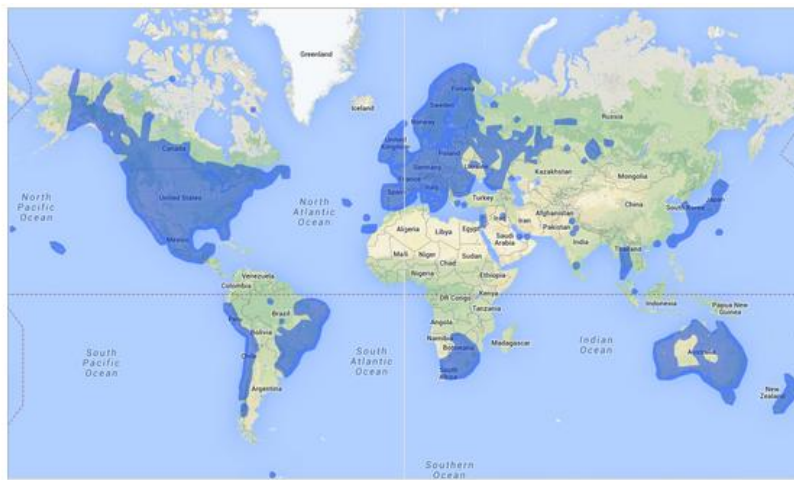 Greenland
Iceland
Finland
Sweden
Norway
Russia
United
Kingdom
Canada
Poland
Germany
Ukraine
France
Kazakhstan
Mongolia
Spain
Italy
United States
North
Pacific
Ocean
North
Atlantic
Ocean
Turkey
China
South Korea
Japan
Iraq
Iran
Afghanistan
Pakistan
Algeria
Libya
Egypt
Saudi
Arabia
India
Mexico
Mali
Niger
Chad
Sudan
Thailand
Nigeria
Ethiopia
Venezuela
Colombia
DR Congo
Kenya
Tanzania
Indonesia
Papua New
Guinea
Brazil
Peru
Bolivia
Angola
Namibia
Botswana
Madagascar
Indian
Ocean
South
Pacific
Ocean
Chile
South
Atlantic
Ocean
South
Africa
Australia
Argentina
New
Zealand
Southern
Ocean